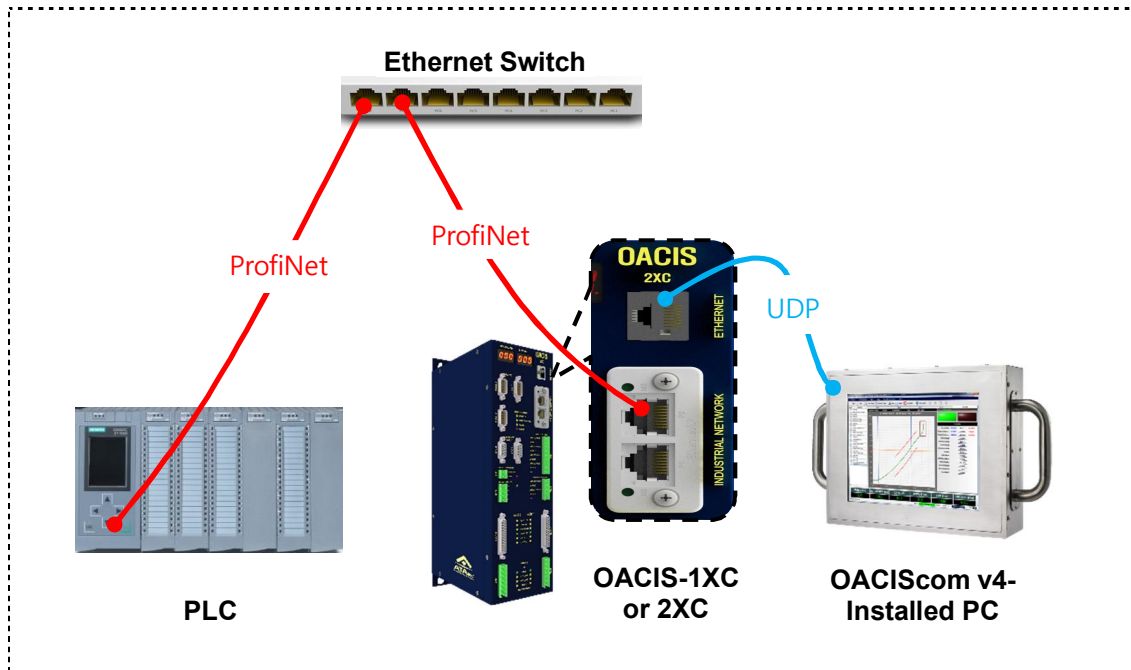 Ethernet Switch
ProfiNet
ProfiNet
OACIS
2XC
ETHERNET
UDP
INDUSTRIAL NETWORK
OACIS
PLC
OACIS-1XC
or 2XC
OACIScom v4-
Installed PC